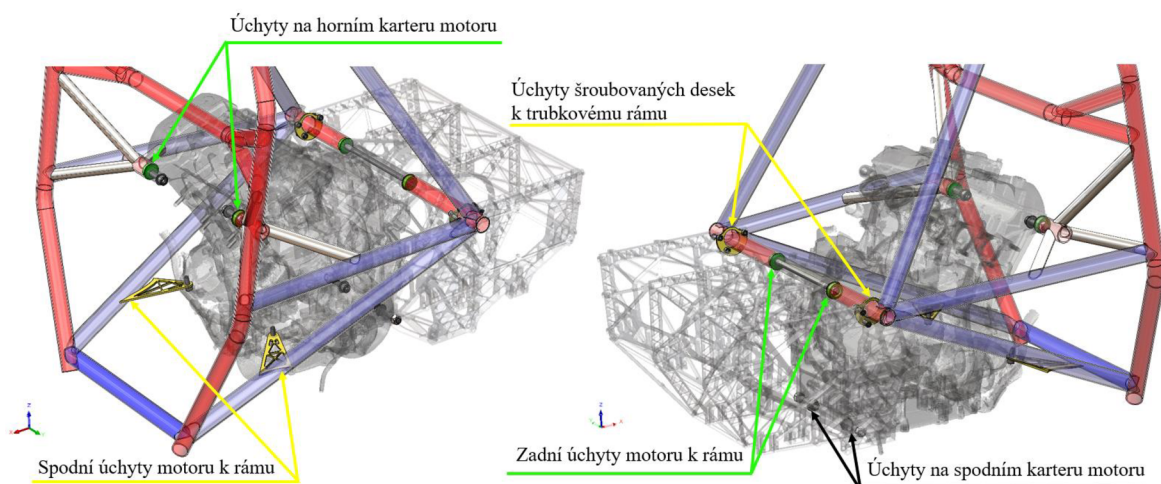 Úchyty na horním karteru motoru
Úchyty šroubovaných desek
k trubkovému rámu
Spodní úchyty motoru k rámu
Zadní úchyty motoru k rámu
Úchyty na spodním karteru motoru